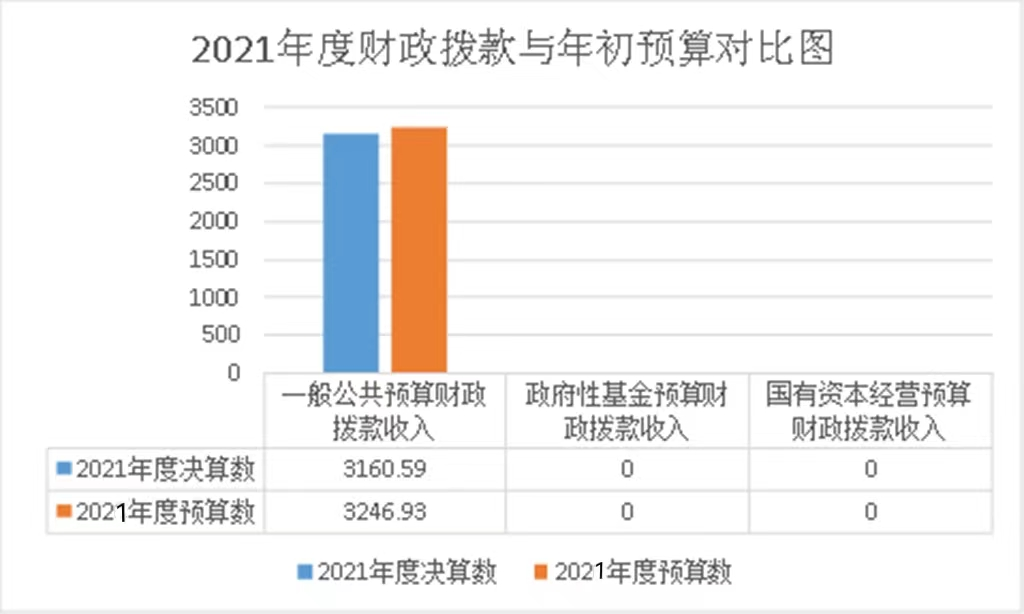 2021年度财政拨款与年初预算对比图
3500
3000
2500
2000
1500
1000
500
0
一般公共预算财政
拨款收入
政府性基金预算财
政拨款收入
国有资本经营预算
财政拨款收入
2021年度决算数 3160.59 0 0
2021年度预算数 3246.93 0 0
2021年度决算数 2021年度预算数